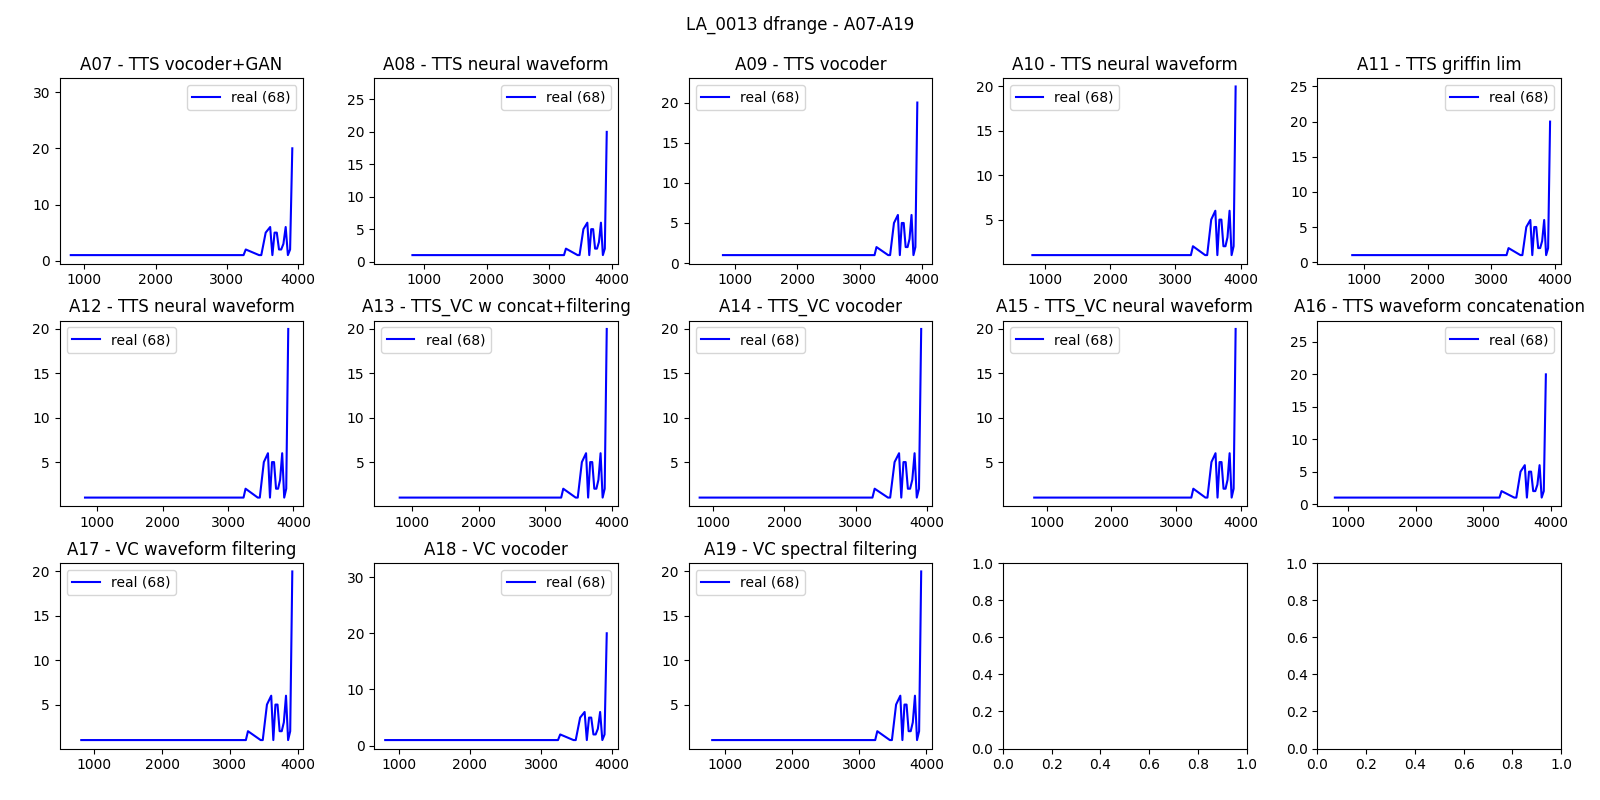 LA_0013 dfrange - A07-A19
A07 - TTS vocoder+GAN
30
20
10
0
1000 2000 3000 4000
real (68)
A08 - TTS neural waveform
25
20
15
10
5
0
1000 2000 3000 4000
real (68)
A09 - TTS vocoder
20
15
10
5
0
1000 2000 3000 4000
real (68)
A10 - TTS neural waveform
20
15
10
5
1000 2000 3000 4000
real (68)
A11 - TTS griffin lim
25
20
15
10
5
0
1000 2000 3000 4000
real (68)
A12 - TTS neural waveform
20
15
10
5
1000 2000 3000 4000
real (68)
A13 - TTS_VC w concat+filtering
20
15
10
5
1000 2000 3000 4000
real (68)
A14 - TTS_VC vocoder
20
15
10
5
1000 2000 3000 4000
real (68)
A15 - TTS_VC neural waveform
20
15
10
5
1000 2000 3000 4000
real (68)
A16 - TTS waveform concatenation
25
20
15
10
5
0
1000 2000 3000 4000
real (68)
A17 - VC waveform filtering
20
15
10
5
1000 2000 3000 4000
real (68)
A18 - VC vocoder
30
20
10
0
1000 2000 3000 4000
real (68)
A19 - VC spectral filtering
20
15
10
5
1000 2000 3000 4000
real (68)
1.0
0.8
0.6
0.4
0.2
0.0
0.0 0.2 0.4 0.6 0.8 1.0
1.0
0.8
0.6
0.4
0.2
0.0
0.0 0.2 0.4 0.6 0.8 1.0